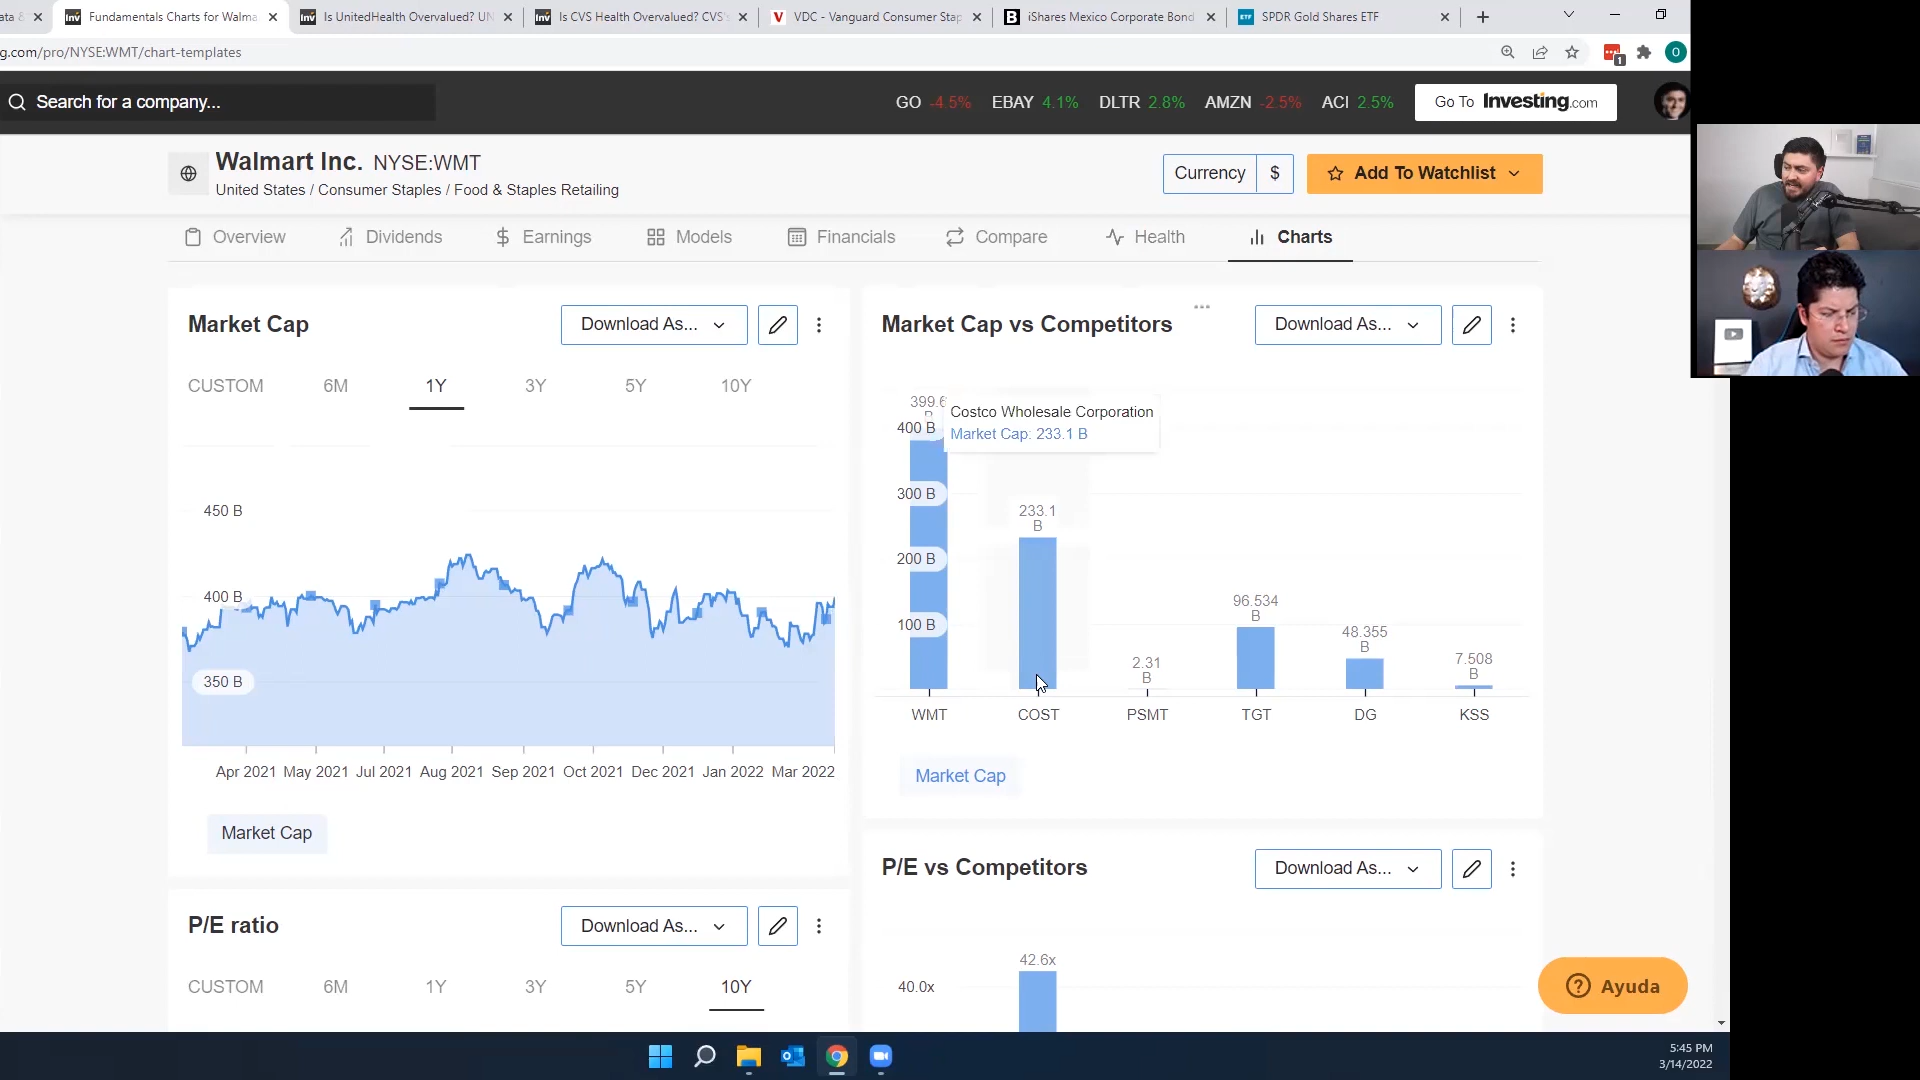 ata &
Fundamentals Charts for Walma
Is UnitedHealth Overvalued? UN
Is CVS Health Overvalued? CVS's
VDC - Vanguard Consumer Stap
iShares Mexico Corporate Bond
SPDR Gold Shares ETF
g.com/pro/NYSE:WMT/chart-templates
1
O
Search for a company...
GO -4.5% EBAY 4.1% DLTR 2.8% AMZN -2.5% ACI 2.5%
Go To Investing.com
Walmart Inc. NYSE:WMT
United States / Consumer Staples / Food & Staples Retailing
Currency $
Add To Watchlist
Overview Dividends Earnings Models Financials Compare Health Charts
Market Cap
Download As...
CUSTOM 6M 1Y 3Y 5Y 10Y
450 B
400 B
350 B
Apr 2021 May 2021 Jul 2021 Aug 2021 Sep 2021 Oct 2021 Dec 2021 Jan 2022 Mar 2022
Market Cap
Market Cap vs Competitors
Download As...
399.6
B
Costco Wholesale Corporation
Market Cap: 233.1 B
400 B
300 B
200 B
100 B
233.1
B
2.31
B
96.534
B
48.355
B
7.508
B
WMT COST PSMT TGT DG KSS
Market Cap
P/E ratio
Download As...
CUSTOM 6M 1Y 3Y 5Y 10Y
P/E vs Competitors
Download As...
42.6x
40.0x
Ayuda
5:45 PM
3/14/2022